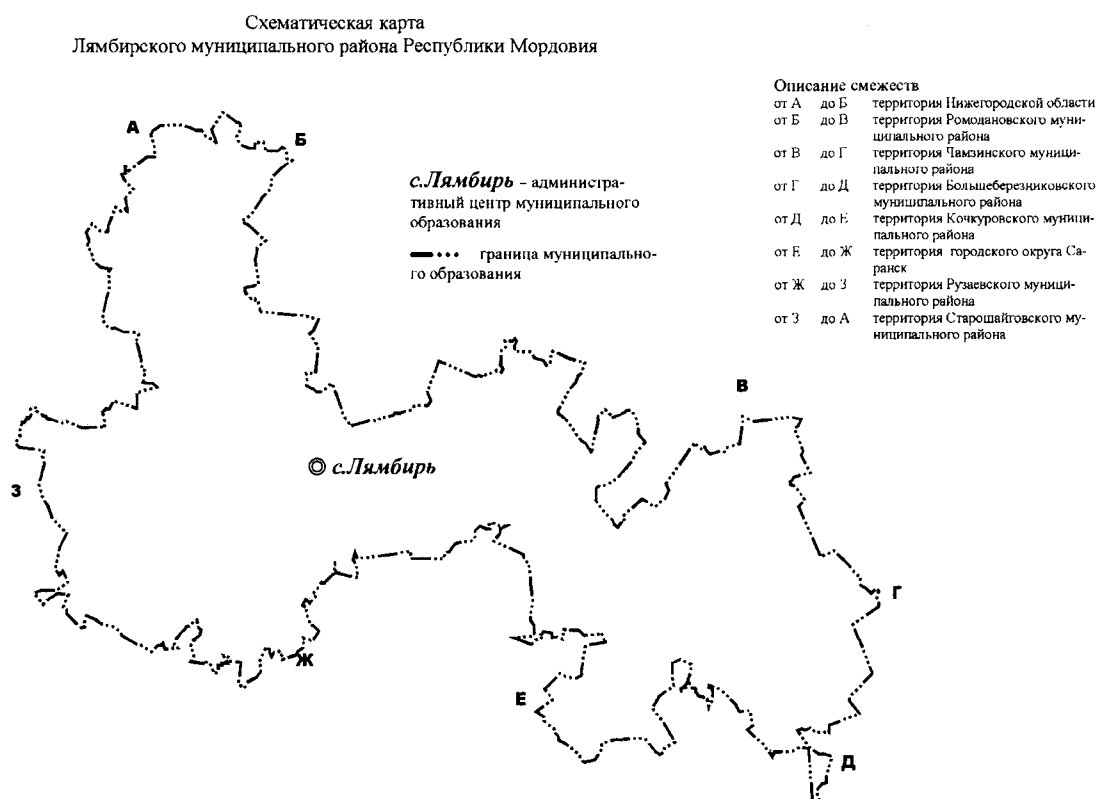 Схематическая карта
Лямбирского муниципального района Республики Мордовия
Описание смежеств
от А до Б территория Нижегородской области
от Б до В территория Ромодановского муни-
ципального района
от В до Г территория Чамзинского муници-
пального района
от Г до Д территория Большеберезниковского
муниципального района
от Д до Е территория Кочкуровского муници-
пального района
от Е до Ж территория городского округа Са-
ранск
от Ж до З территория Рузаевского муници-
пального района
от З до А территория Старошайговского му-
ниципального района
с.Лямбирь – администра-
тивный центр муниципального
образования
граница муниципально-
го образования
А
Б
В
с.Лямбирь
З
Г
Ж
Е
Д